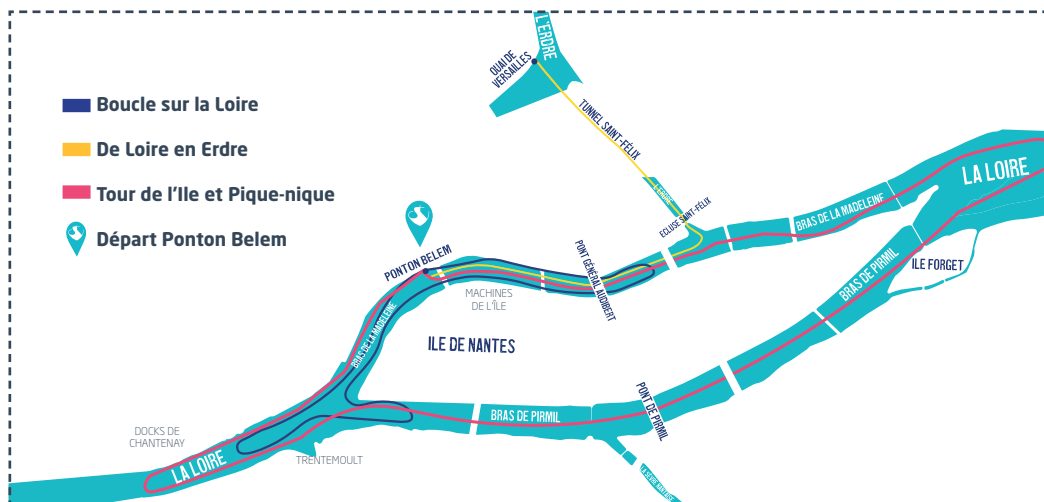 L'ERDRE
QUAI DE
VERSAILLES
Boucle sur la Loire
De Loire en Erdre
Tour de l'Ile et Pique-nique
Départ Ponton Belem
TUNNEL SAINT-FÉLIX
L'ERDRE
ECLUSE SAINT-FÉLIX
LA LOIRE
BRAS DE LA MADELEINE
PONTON BELEM
PONT GÉNÉRAL AUDIBERT
MACHINES
DE L'ÎLE
BRAS DE PIRMIL
ILE FORGET
BRAS DE LA MADELEINE
ILE DE NANTES
PONT DE PIRMIL
BRAS DE PIRMIL
DOCKS DE
CHANTENAY
LA LOIRE
TRENTEMOULT